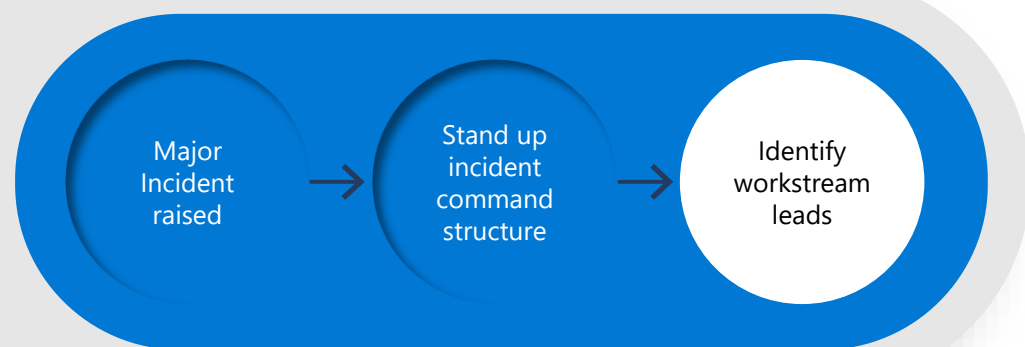 Major
Incident
raised
Stand up
incident
command
structure
Identify
workstream
leads